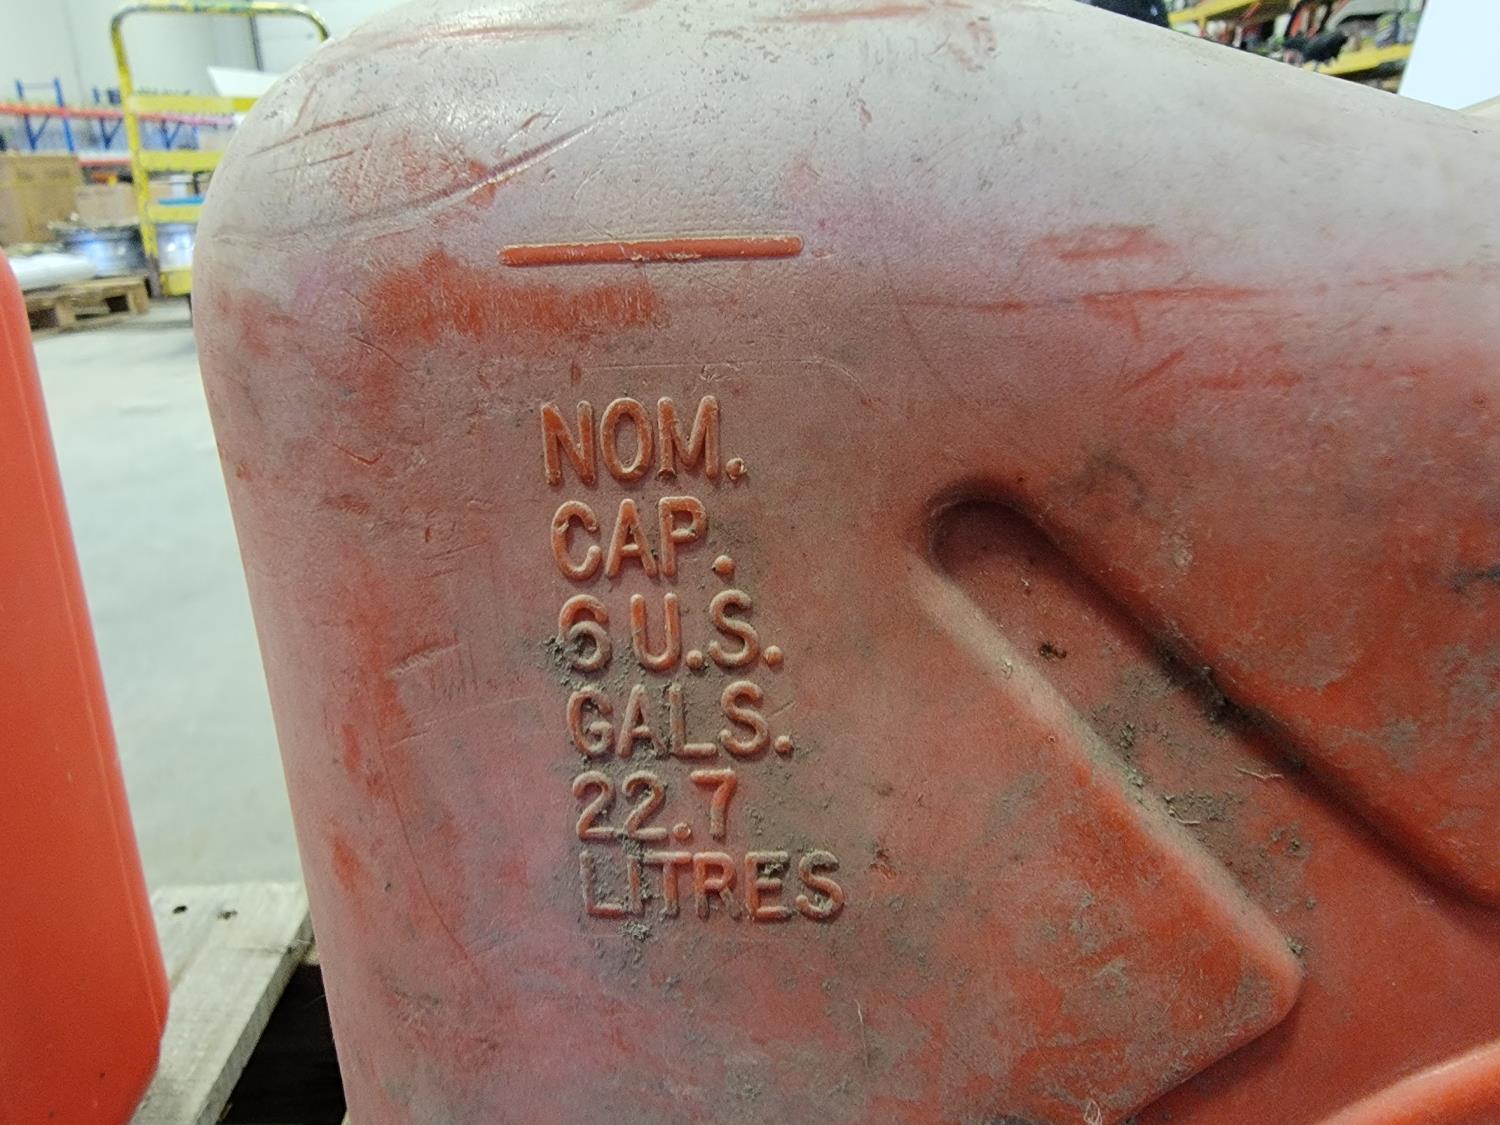 NOM.
CAP.
6 U.S.
GALS.
22.7
LITRES